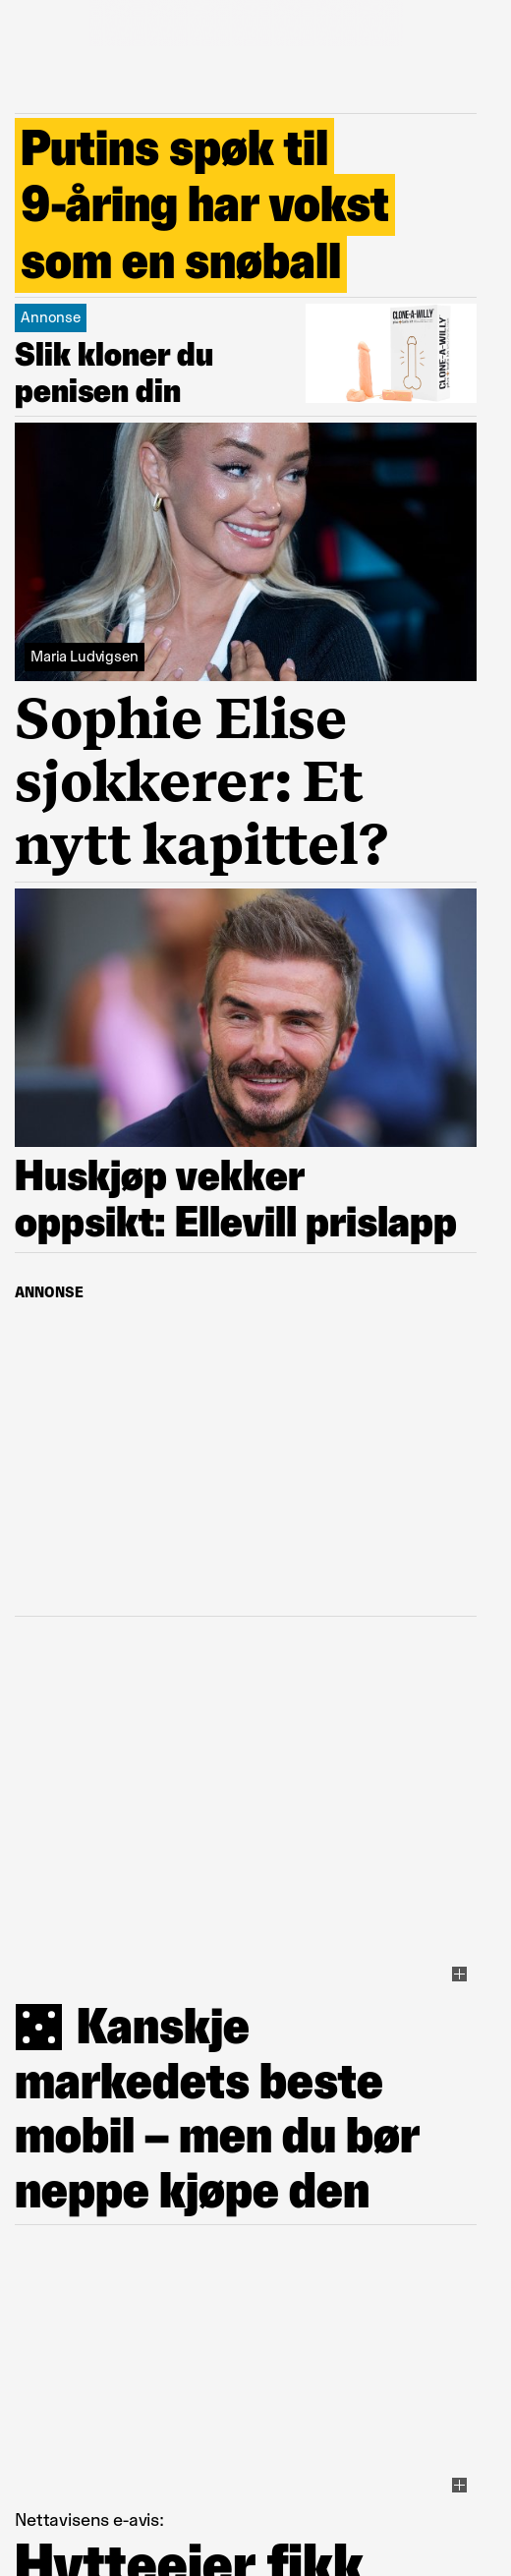 Putins spøk til
9-åring har vokst
som en snøball
Annonse
Slik kloner du
penisen din
CLONE-A-WILLY
CLONE-A-WILLY
Maria Ludvigsen
Sophie Elise
sjokkerer: Et
nytt kapittel?
Huskjøp vekker
oppsikt: Ellevill prislapp
ANNONSE
Kanskje
markedets beste
mobil – men du bør
neppe kjøpe den
Nettavisens e-avis:
Hytteeier fikk